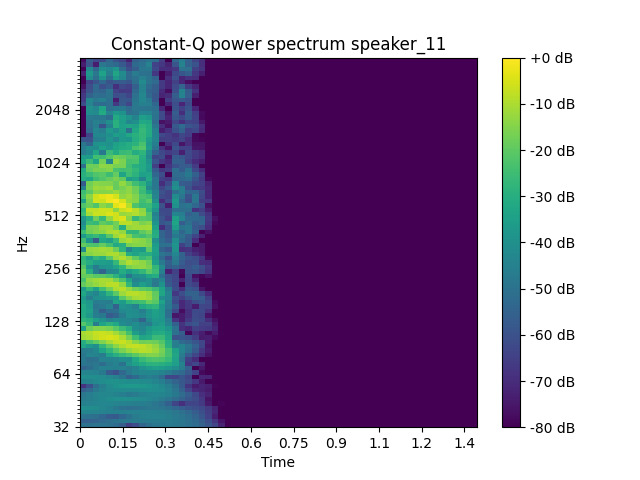 Constant-Q power spectrum speaker_11
Hz
2048
1024
512
256
128
64
32
0 0.15 0.3 0.45 0.6 0.75 0.9 1.1 1.2 1.4
Time
+0 dB
-10 dB
-20 dB
-30 dB
-40 dB
-50 dB
-60 dB
-70 dB
-80 dB